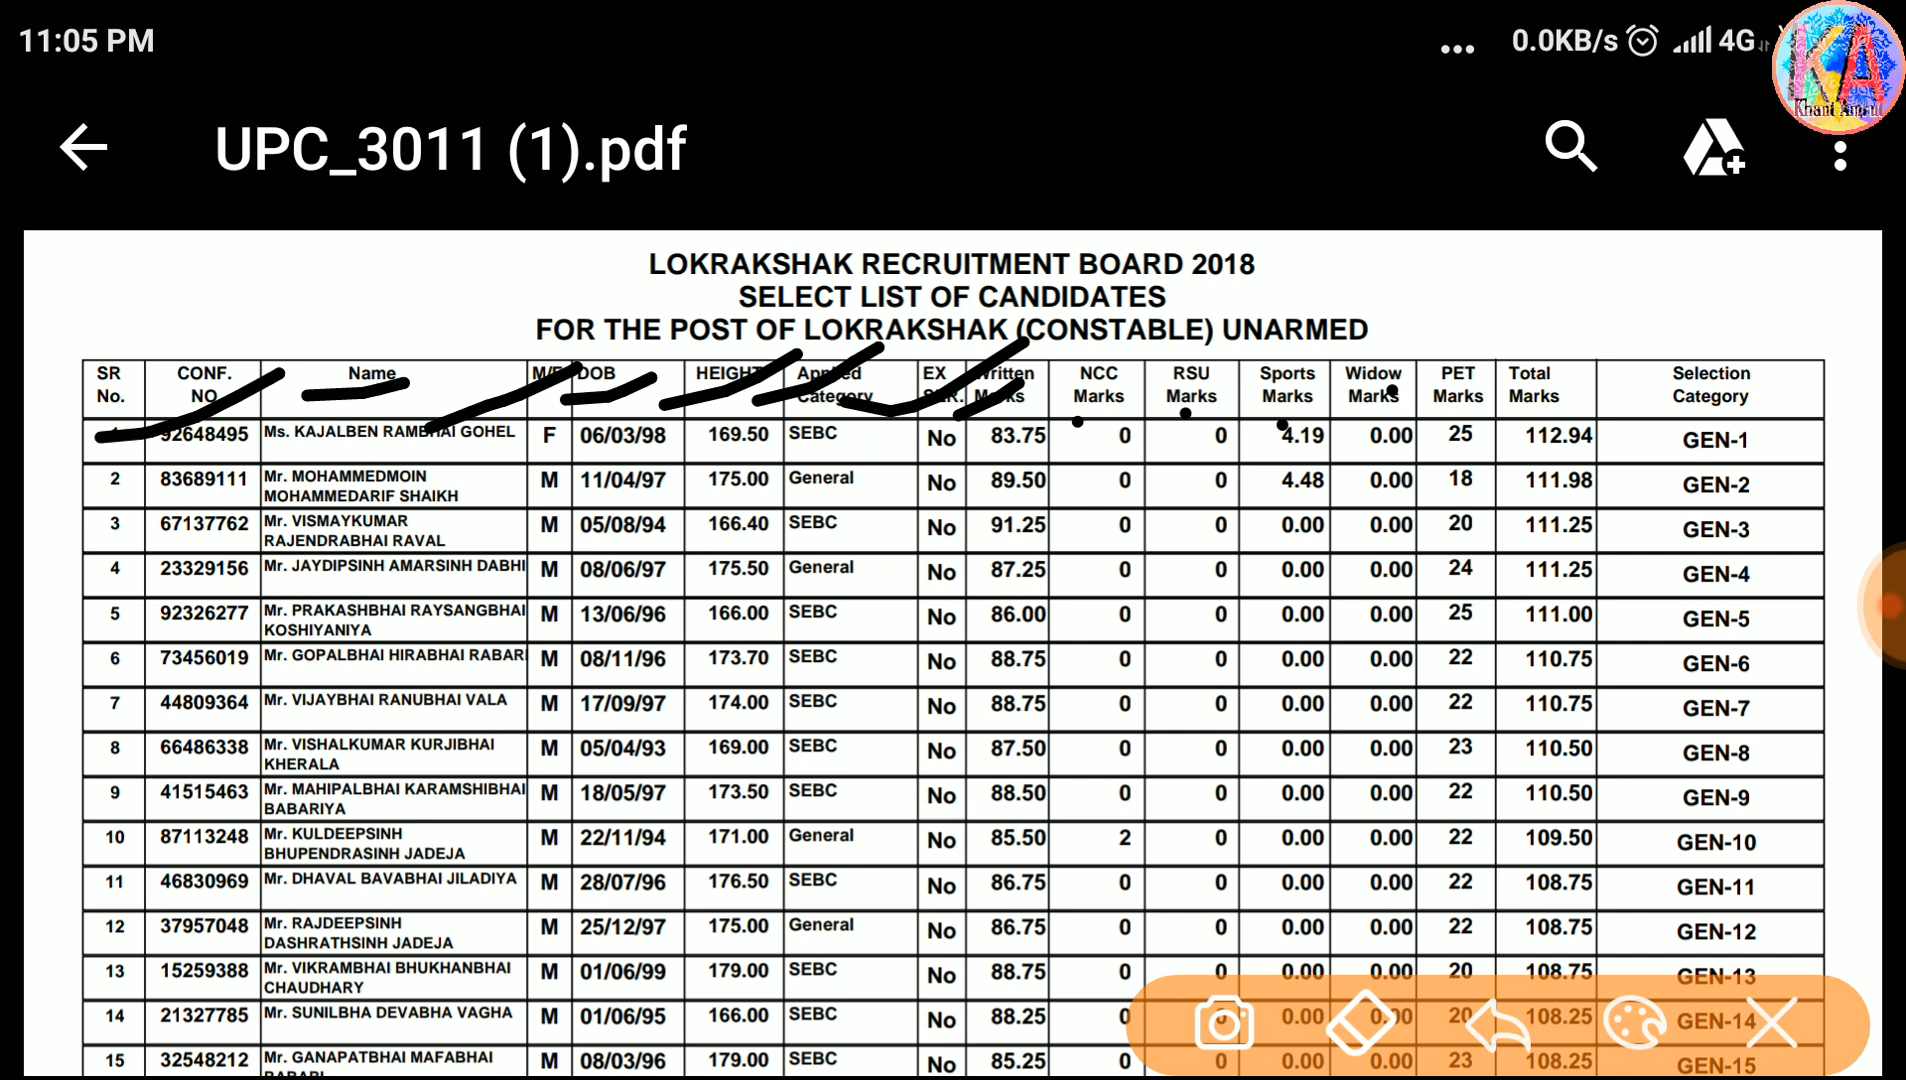 11:05 PM
... 0.0KB/s 4G
Khant Amrut
UPC_3011 (1).pdf
LOKRAKSHAK RECRUITMENT BOARD 2018
SELECT LIST OF CANDIDATES
FOR THE POST OF LOKRAKSHAK (CONSTABLE) UNARMED
SR No. CONF. NO. Name M/F DOB HEIGHT Applied Category EX Written Marks NCC Marks RSU Marks Sports Marks Widow Marks PET Marks Total Marks Selection Category
1 92648495 Ms. KAJALBEN RAMBHAI GOHEL F 06/03/98 169.50 SEBC No 83.75 0 0 4.19 0.00 25 112.94 GEN-1
2 83689111 Mr. MOHAMMEDMOIN MOHAMMEDARIF SHAIKH M 11/04/97 175.00 General No 89.50 0 0 4.48 0.00 18 111.98 GEN-2
3 67137762 Mr. VISMAYKUMAR RAJENDRABHAI RAVAL M 05/08/94 166.40 SEBC No 91.25 0 0 0.00 0.00 20 111.25 GEN-3
4 23329156 Mr. JAYDIPSINH AMARSINH DABHI M 08/06/97 175.50 General No 87.25 0 0 0.00 0.00 24 111.25 GEN-4
5 92326277 Mr. PRAKASHBHAI RAYSANGBHAI KOSHIYANIYA M 13/06/96 166.00 SEBC No 86.00 0 0 0.00 0.00 25 111.00 GEN-5
6 73456019 Mr. GOPALBHAI HIRABHAI RABARI M 08/11/96 173.70 SEBC No 88.75 0 0 0.00 0.00 22 110.75 GEN-6
7 44809364 Mr. VIJAYBHAI RANUBHAI VALA M 17/09/97 174.00 SEBC No 88.75 0 0 0.00 0.00 22 110.75 GEN-7
8 66486338 Mr. VISHALKUMAR KURJIBHAI KHERALA M 05/04/93 169.00 SEBC No 87.50 0 0 0.00 0.00 23 110.50 GEN-8
9 41515463 Mr. MAHIPALBHAI KARAMSHIBHAI BABARIYA M 18/05/97 173.50 SEBC No 88.50 0 0 0.00 0.00 22 110.50 GEN-9
10 87113248 Mr. KULDEEPSINH BHUPENDRASINH JADEJA M 22/11/94 171.00 General No 85.50 2 0 0.00 0.00 22 109.50 GEN-10
11 46830969 Mr. DHAVAL BAVABHAI JILADIYA M 28/07/96 176.50 SEBC No 86.75 0 0 0.00 0.00 22 108.75 GEN-11
12 37957048 Mr. RAJDEEPSINH DASHRATHSINH JADEJA M 25/12/97 175.00 General No 86.75 0 0 0.00 0.00 22 108.75 GEN-12
13 15259388 Mr. VIKRAMBHAI BHUKHANBHAI CHAUDHARY M 01/06/99 179.00 SEBC No 88.75 0 0 0.00 0.00 20 108.75 GEN-13
14 21327785 Mr. SUNILBHA DEVABHA VAGHA M 01/06/95 166.00 SEBC No 88.25 0 0 0.00 0.00 20 108.25 GEN-14
15 32548212 Mr. GANAPATBHAI MAFABHAI M 08/03/96 179.00 SEBC No 85.25 0 0 0.00 0.00 23 108.25 GEN-15